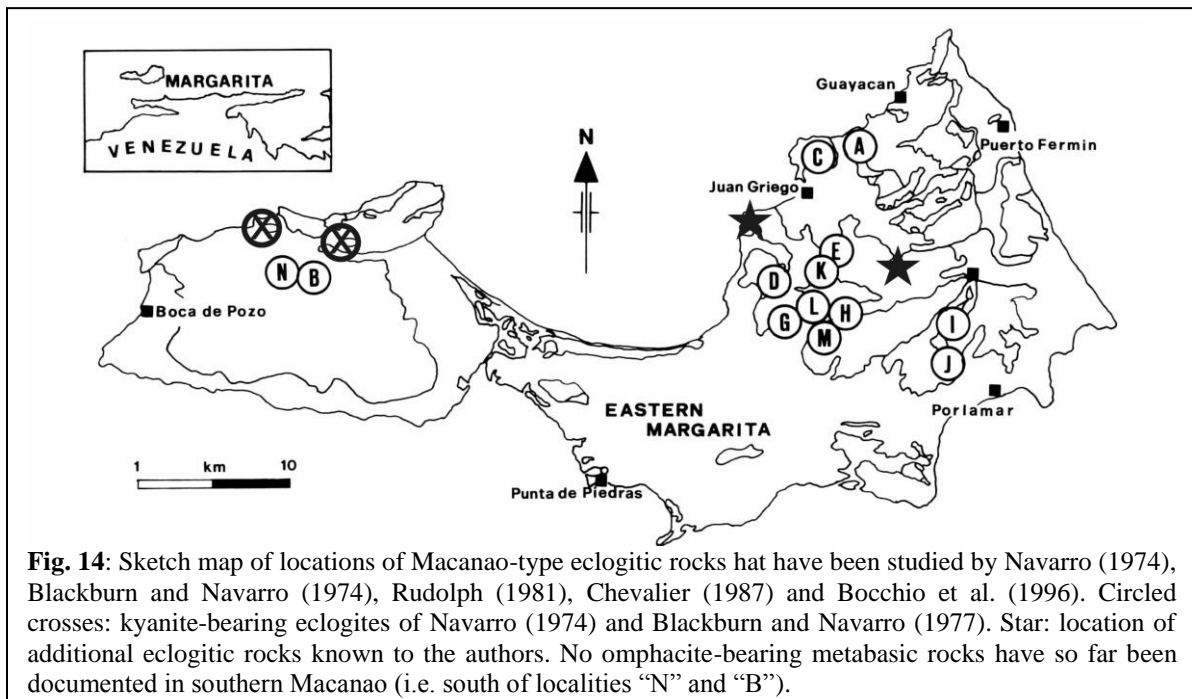 MARGARITA
VENEZUELA
N
Guayacan
Puerto Fermin
C A
Juan Griego
X
X
E
K
D
N B
L H
G
M
I
J
Boca de Pozo
EASTERN
MARGARITA
Porlamar
1 10
km
Punta de Piedras
Fig. 14: Sketch map of locations of Macanao-type eclogitic rocks hat have been studied by Navarro (1974),
Blackburn and Navarro (1974), Rudolph (1981), Chevalier (1987) and Bocchio et al. (1996). Circled
crosses: kyanite-bearing eclogites of Navarro (1974) and Blackburn and Navarro (1977). Star: location of
additional eclogitic rocks known to the authors. No omphacite-bearing metabasic rocks have so far been
documented in southern Macanao (i.e. south of localities “N” and “B”).